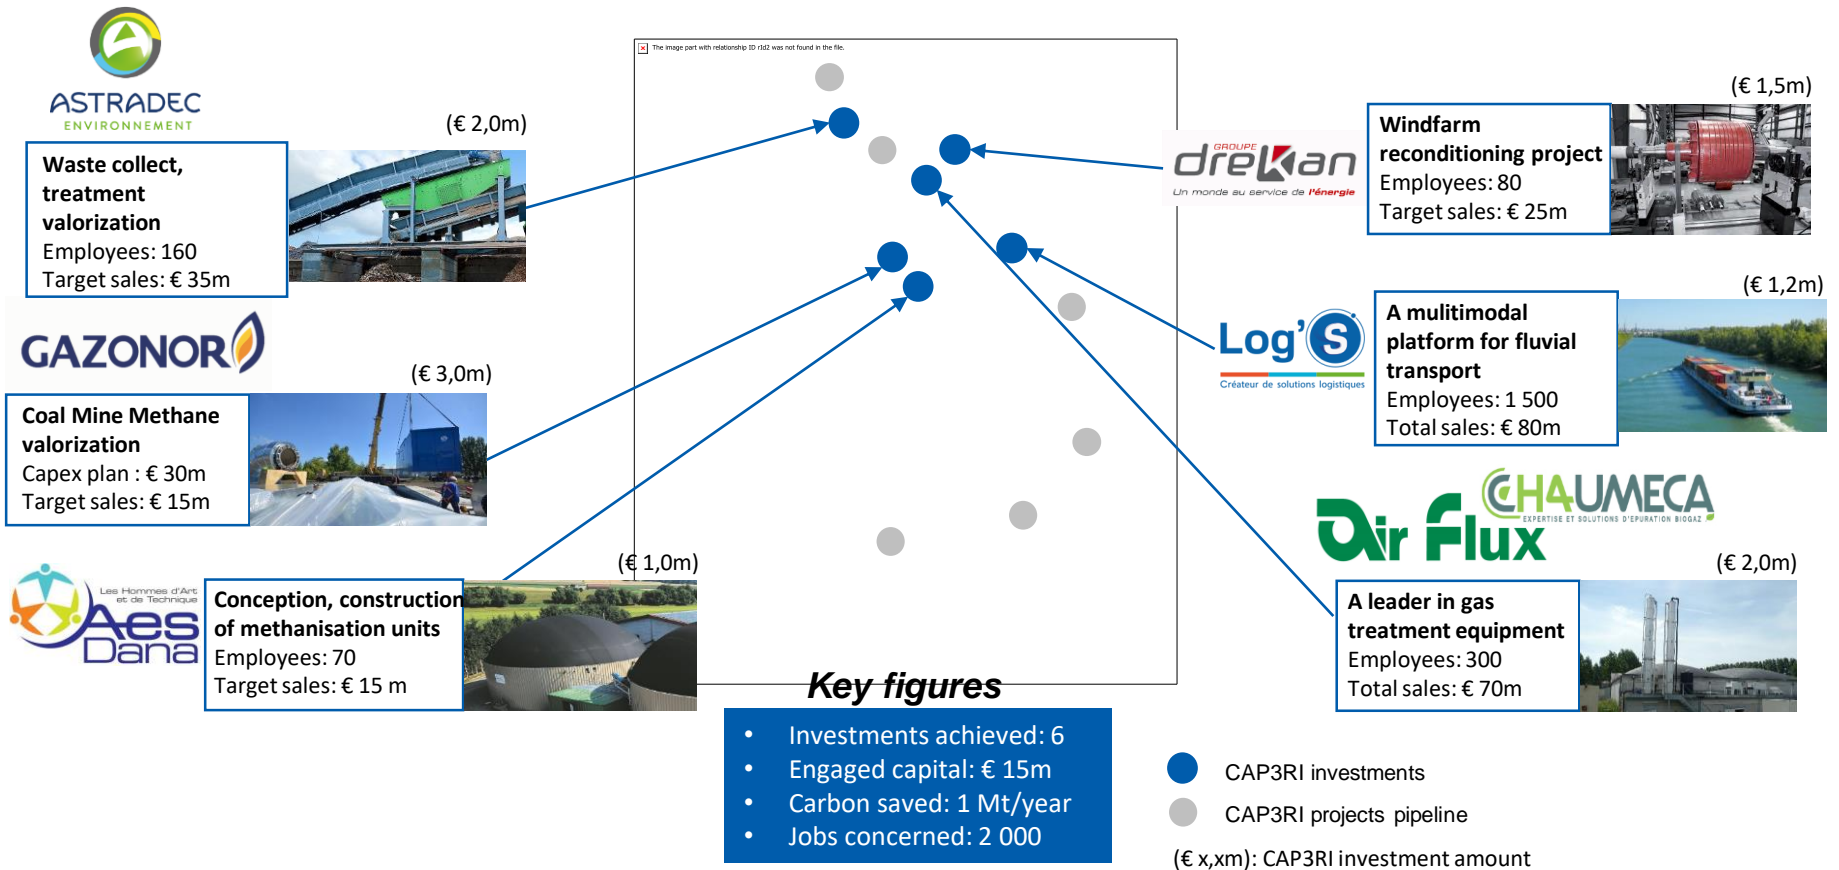 ASTRADEC
ENVIRONNEMENT
(€ 2,0m)
Waste collect,
treatment
valorization
Employees: 160
Target sales: € 35m
GAZONOR
(€ 3,0m)
Coal Mine Methane
valorization
Capex plan : € 30m
Target sales: € 15m
Les Hommes d'Art
et de Technique
Aes
Dana
(€ 1,0m)
Conception, construction
of methanisation units
Employees: 70
Target sales: € 15 m
The image part with relationship ID rId2 was not found in the file.
GROUPE
drekan
Un monde au service de l'énergie
(€ 1,5m)
Windfarm
reconditioning project
Employees: 80
Target sales: € 25m
Log'S
Créateur de solutions logistiques
(€ 1,2m)
A mulitimodal
platform for fluvial
transport
Employees: 1 500
Total sales: € 80m
CH4UMECA
EXPERTISE ET SOLUTIONS D'EPURATION BIOGAZ
Air Flux
(€ 2,0m)
A leader in gas
treatment equipment
Employees: 300
Total sales: € 70m
Key figures
• Investments achieved: 6
• Engaged capital: € 15m
• Carbon saved: 1 Mt/year
• Jobs concerned: 2 000
CAP3RI investments
CAP3RI projects pipeline
(€ x,xm): CAP3RI investment amount